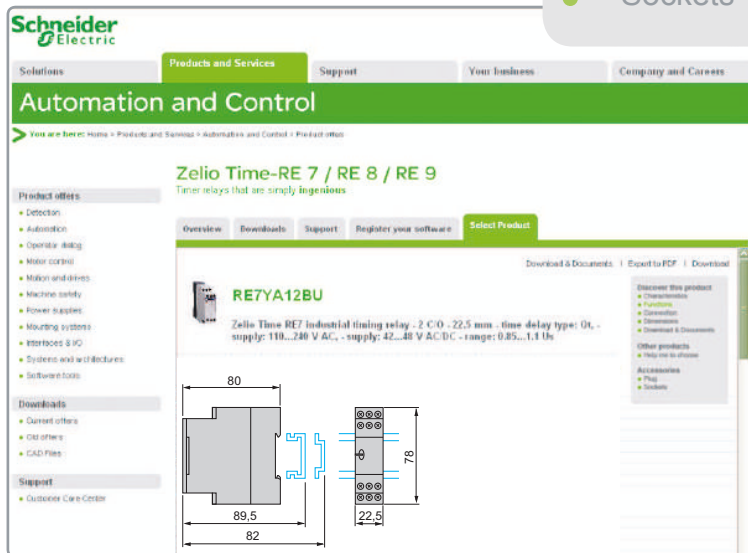 Sockets
Schneider
Electric
Solutions
Products and Services
Support
Your business
Company and Careers
Automation and Control
You are here: Home > Products and Services > Automation and Control > Product offers
Zelio Time-RE 7 / RE 8 / RE 9
Timer relays that are simply ingenious
Product offers
Detection
Automation
Operator dialog
Motor control
Motion and drives
Machine safety
Power supplies
Mounting systems
Interfaces & I/O
Systems and architectures
Software tools
Downloads
Current offers
Old offers
CAD Files
Support
Customer Care Center
Overview
Downloads
Support
Register your software
Select Product
Download & Documents | Export to PDF | Download
RE7YA12BU
Zelio Time RE7 industrial timing relay - 2 C/O - 22,5 mm - time delay type: Qt, -
supply: 110...240 V AC, - supply: 42...48 V AC/DC - range: 0.05...1.1 Us
Discover this product
Characteristics
Functions
Connection
Dimensions
Download & Documents
Other products
Help me to choose
Accessories
Plug
Sockets
80
89,5
82
78
22,5